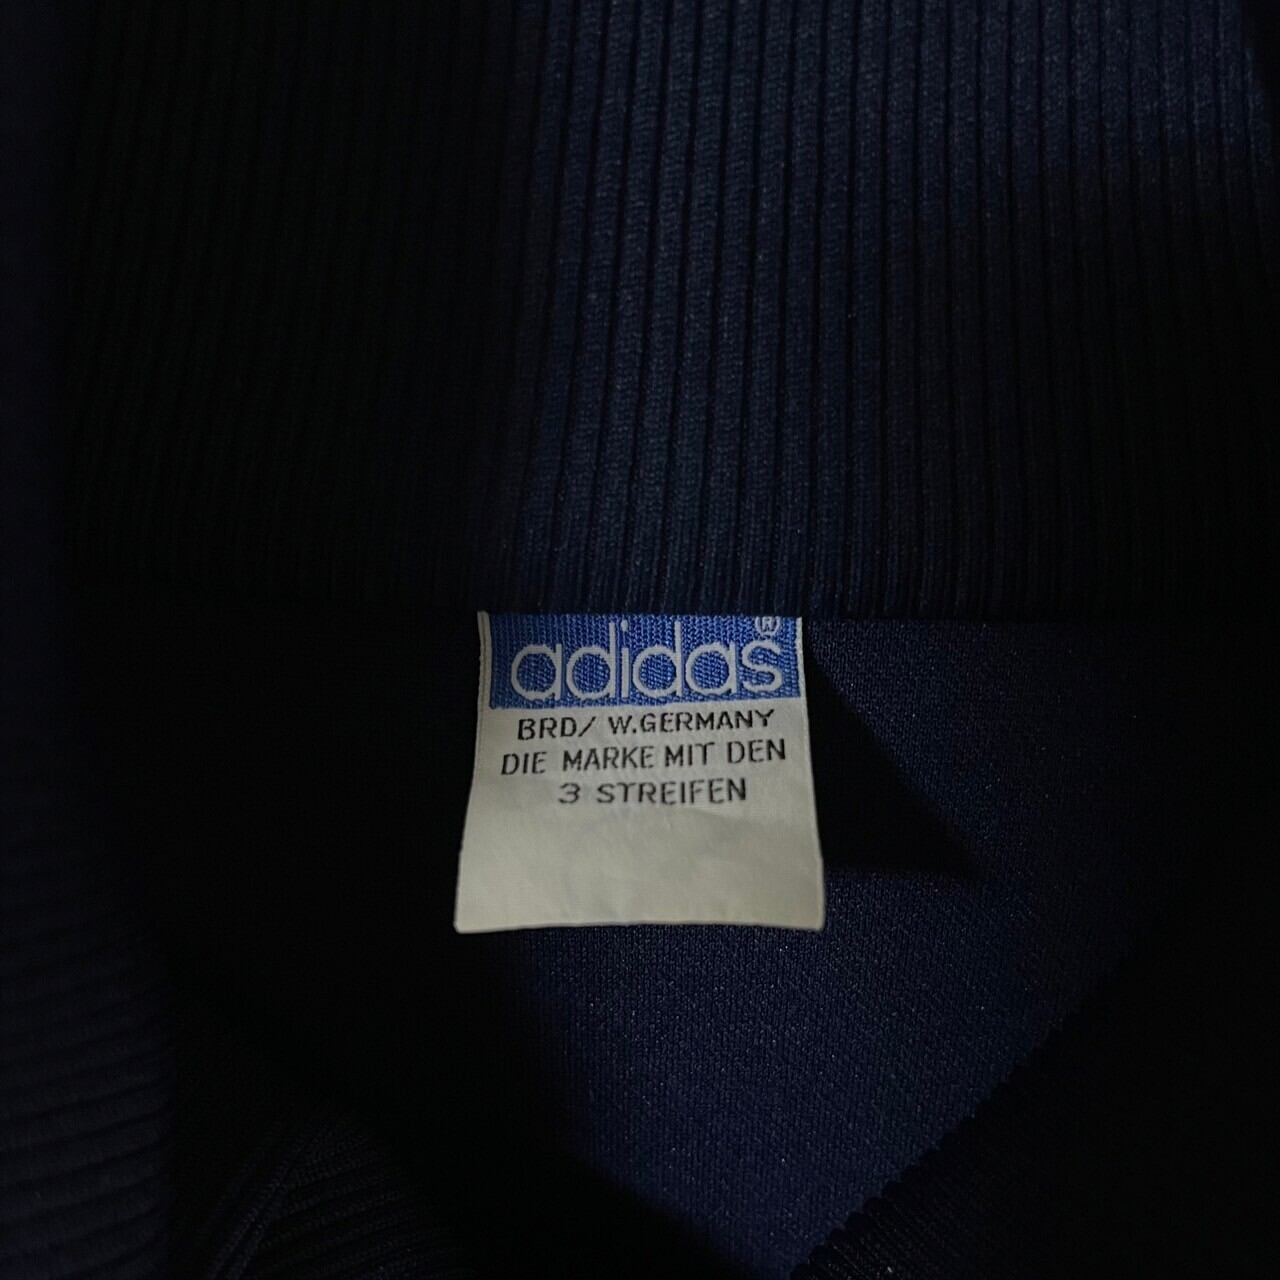 adidas®
BRD/ W.GERMANY
DIE MARKE MIT DEN
3 STREIFEN